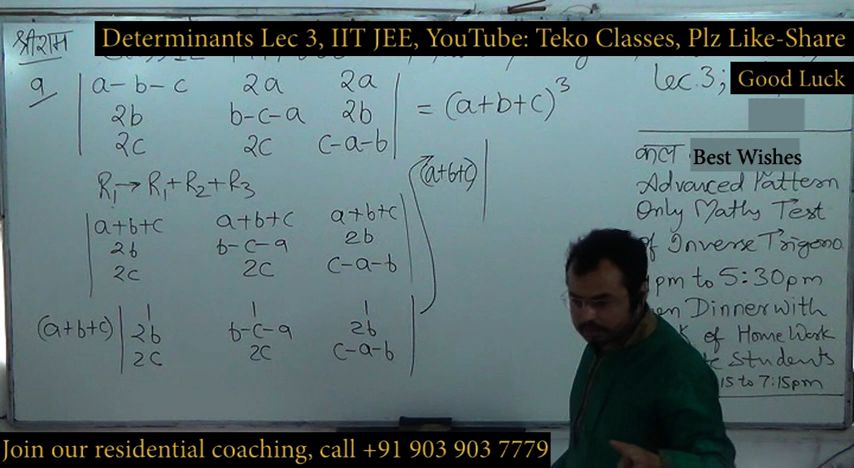 श्रीराम
Determinants Lec 3, IIT JEE, YouTube: Teko Classes, Plz Like-Share
Lec.3;
Good Luck
Q
| a-b-c 2a 2a |
| 2b b-c-a 2b | = (a+b+c)³
| 2c 2c c-a-b |
R₁→R₁+R₂+R₃
| a+b+c a+b+c a+b+c |
| 2b b-c-a 2b |
| 2c 2c c-a-b |
| 1 1 1 |
(a+b+c) | 2b b-c-a 2b |
| 2c 2c c-a-b |
(a+b+c) |
कल
Best Wishes
Advanced Pattern
Only Maths Test
of Inverse Trigono
pm to 5:30pm
Dinner with
of Home Work
Students
15 to 7:15pm
Join our residential coaching, call +91 903 903 7779